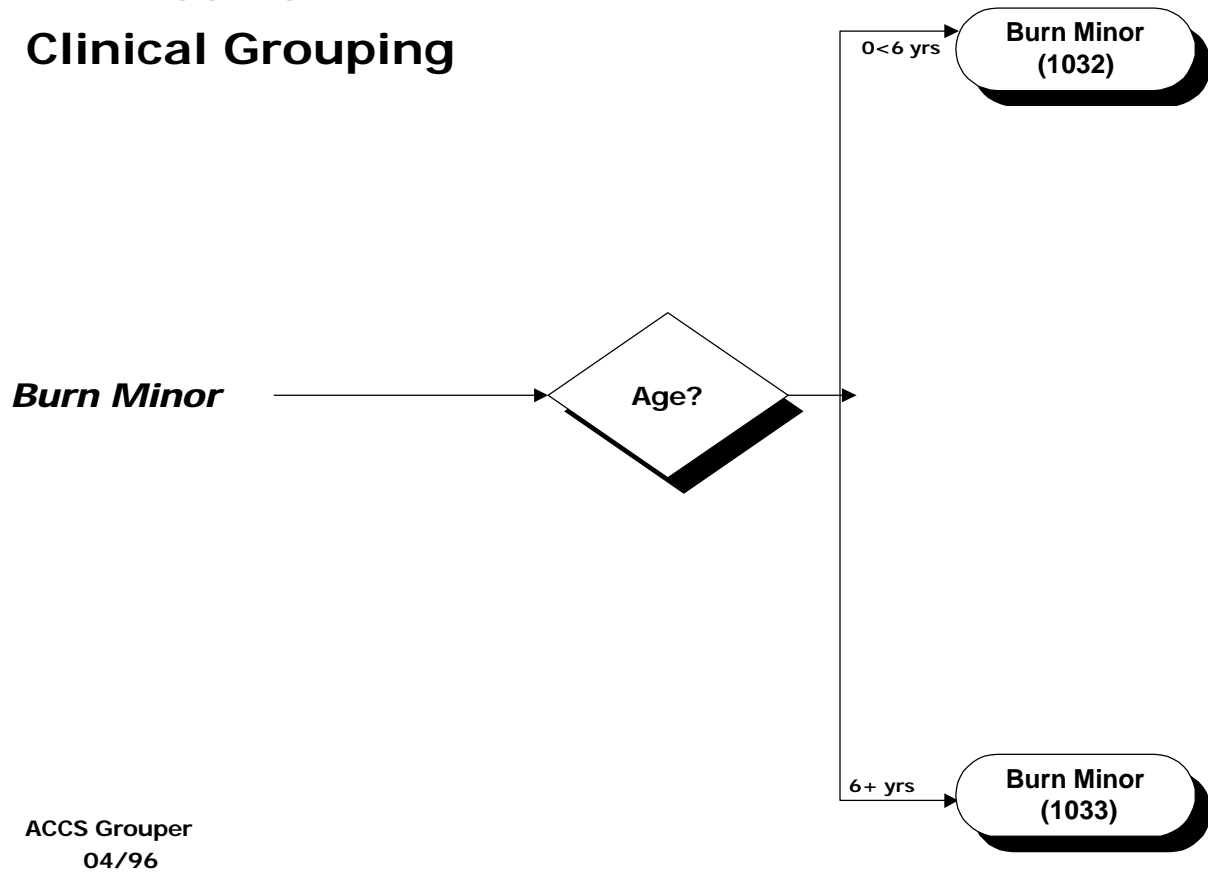 Clinical Grouping
0<6 yrs
Burn Minor
(1032)
Burn Minor
Age?
6+ yrs
Burn Minor
(1033)
ACCS Grouper
04/96